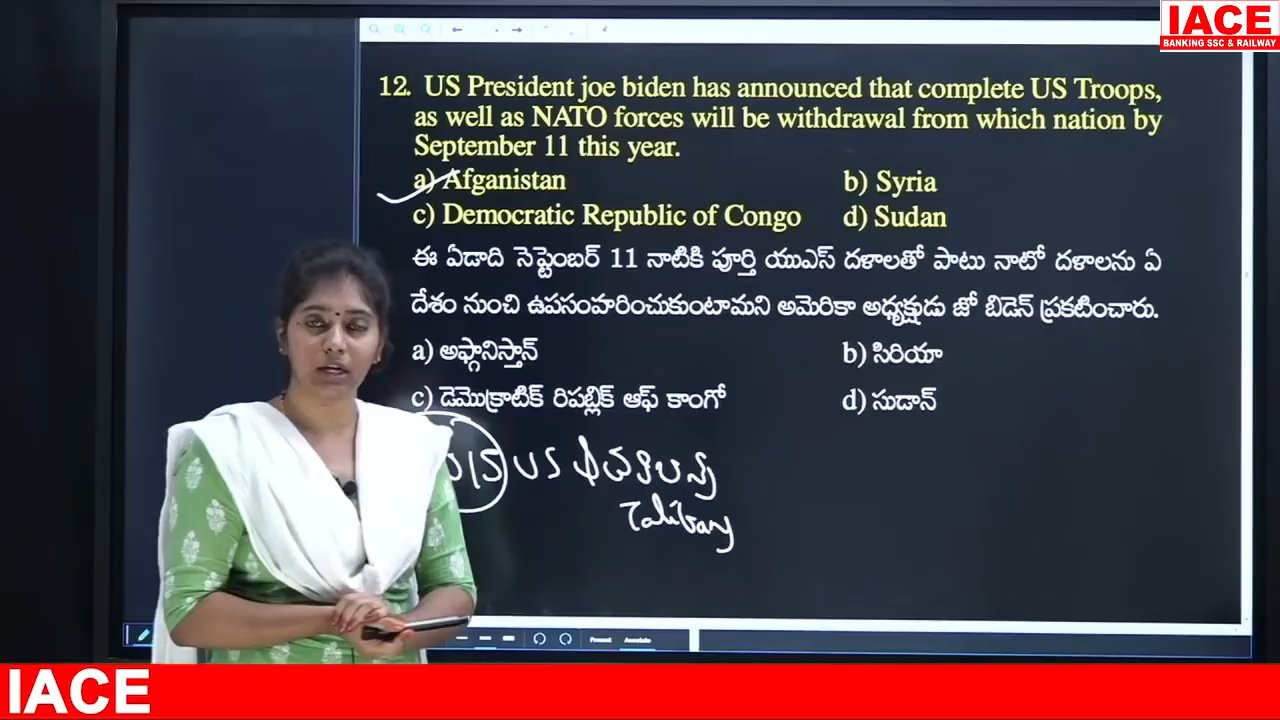 IACE
BANKING SSC & RAILWAY
12. US President joe biden has announced that complete US Troops,
as well as NATO forces will be withdrawal from which nation by
September 11 this year.
a) Afganistan b) Syria
c) Democratic Republic of Congo d) Sudan
ఈ ఏడాది సెప్టెంబర్ 11 నాటికి పూర్తి యుఎస్ దళాలతో పాటు నాటో దళాలను ఏ
దేశం నుంచి ఉపసంహరించుకుంటామని అమెరికా అధ్యక్షుడు జో బిడెన్ ప్రకటించారు.
a) అఫ్గానిస్తాన్ b) సిరియా
c) డెమొక్రాటిక్ రిపబ్లిక్ ఆఫ్ కాంగో d) సుడాన్
US
Talibans
Present Annotate
IACE